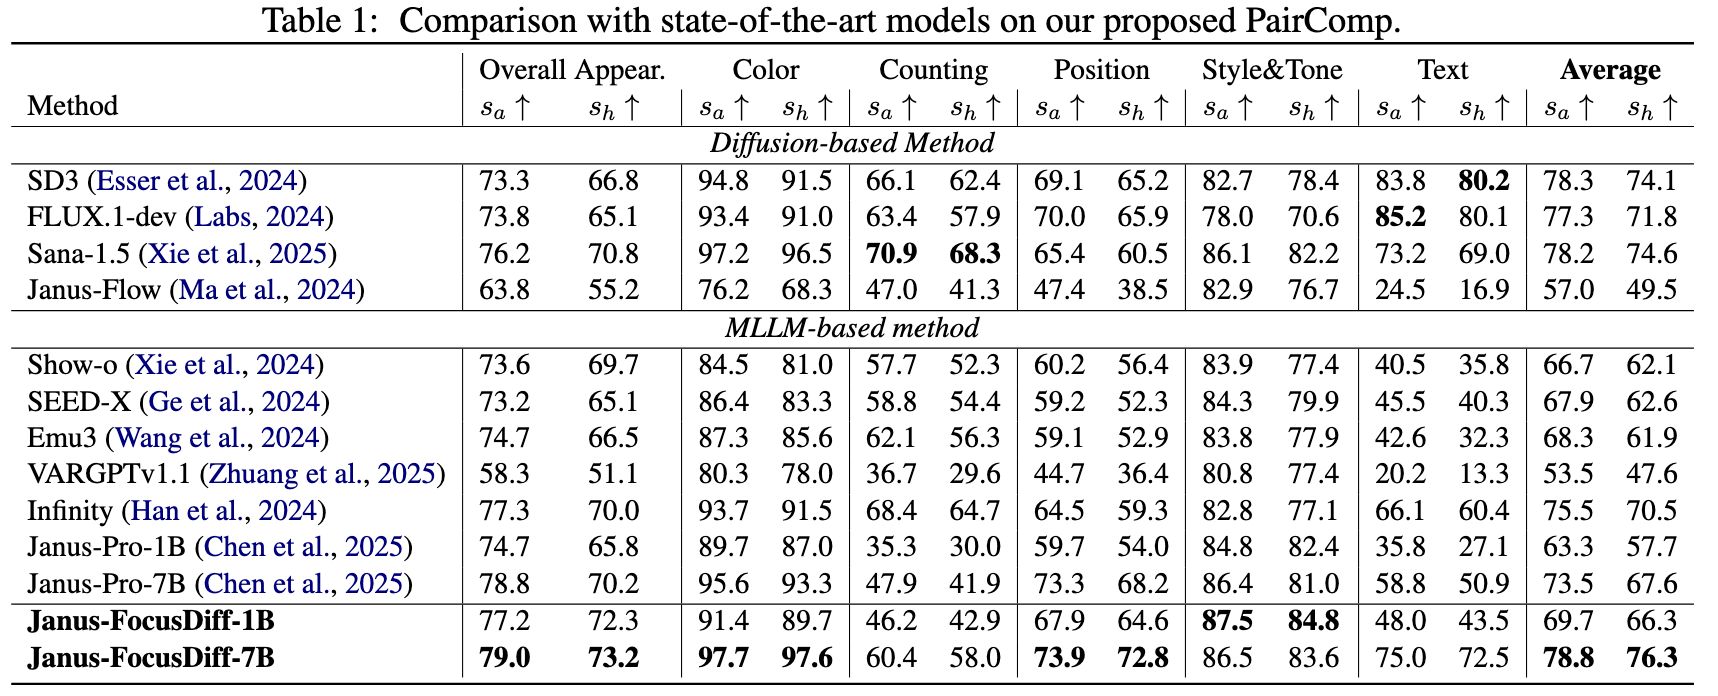 Table 1: Comparison with state-of-the-art models on our proposed PairComp.
Overall Appear. Color Counting Position Style&Tone Text Average
Method s_a ↑ s_h ↑ s_a ↑ s_h ↑ s_a ↑ s_h ↑ s_a ↑ s_h ↑ s_a ↑ s_h ↑ s_a ↑ s_h ↑ s_a ↑ s_h ↑
Diffusion-based Method
SD3 (Esser et al., 2024) 73.3 66.8 94.8 91.5 66.1 62.4 69.1 65.2 82.7 78.4 83.8 80.2 78.3 74.1
FLUX.1-dev (Labs, 2024) 73.8 65.1 93.4 91.0 63.4 57.9 70.0 65.9 78.0 70.6 85.2 80.1 77.3 71.8
Sana-1.5 (Xie et al., 2025) 76.2 70.8 97.2 96.5 70.9 68.3 65.4 60.5 86.1 82.2 73.2 69.0 78.2 74.6
Janus-Flow (Ma et al., 2024) 63.8 55.2 76.2 68.3 47.0 41.3 47.4 38.5 82.9 76.7 24.5 16.9 57.0 49.5
MLLM-based method
Show-o (Xie et al., 2024) 73.6 69.7 84.5 81.0 57.7 52.3 60.2 56.4 83.9 77.4 40.5 35.8 66.7 62.1
SEED-X (Ge et al., 2024) 73.2 65.1 86.4 83.3 58.8 54.4 59.2 52.3 84.3 79.9 45.5 40.3 67.9 62.6
Emu3 (Wang et al., 2024) 74.7 66.5 87.3 85.6 62.1 56.3 59.1 52.9 83.8 77.9 42.6 32.3 68.3 61.9
VARGPTv1.1 (Zhuang et al., 2025) 58.3 51.1 80.3 78.0 36.7 29.6 44.7 36.4 80.8 77.4 20.2 13.3 53.5 47.6
Infinity (Han et al., 2024) 77.3 70.0 93.7 91.5 68.4 64.7 64.5 59.3 82.8 77.1 66.1 60.4 75.5 70.5
Janus-Pro-1B (Chen et al., 2025) 74.7 65.8 89.7 87.0 35.3 30.0 59.7 54.0 84.8 82.4 35.8 27.1 63.3 57.7
Janus-Pro-7B (Chen et al., 2025) 78.8 70.2 95.6 93.3 47.9 41.9 73.3 68.2 86.4 81.0 58.8 50.9 73.5 67.6
Janus-FocusDiff-1B 77.2 72.3 91.4 89.7 46.2 42.9 67.9 64.6 87.5 84.8 48.0 43.5 69.7 66.3
Janus-FocusDiff-7B 79.0 73.2 97.7 97.6 60.4 58.0 73.9 72.8 86.5 83.6 75.0 72.5 78.8 76.3